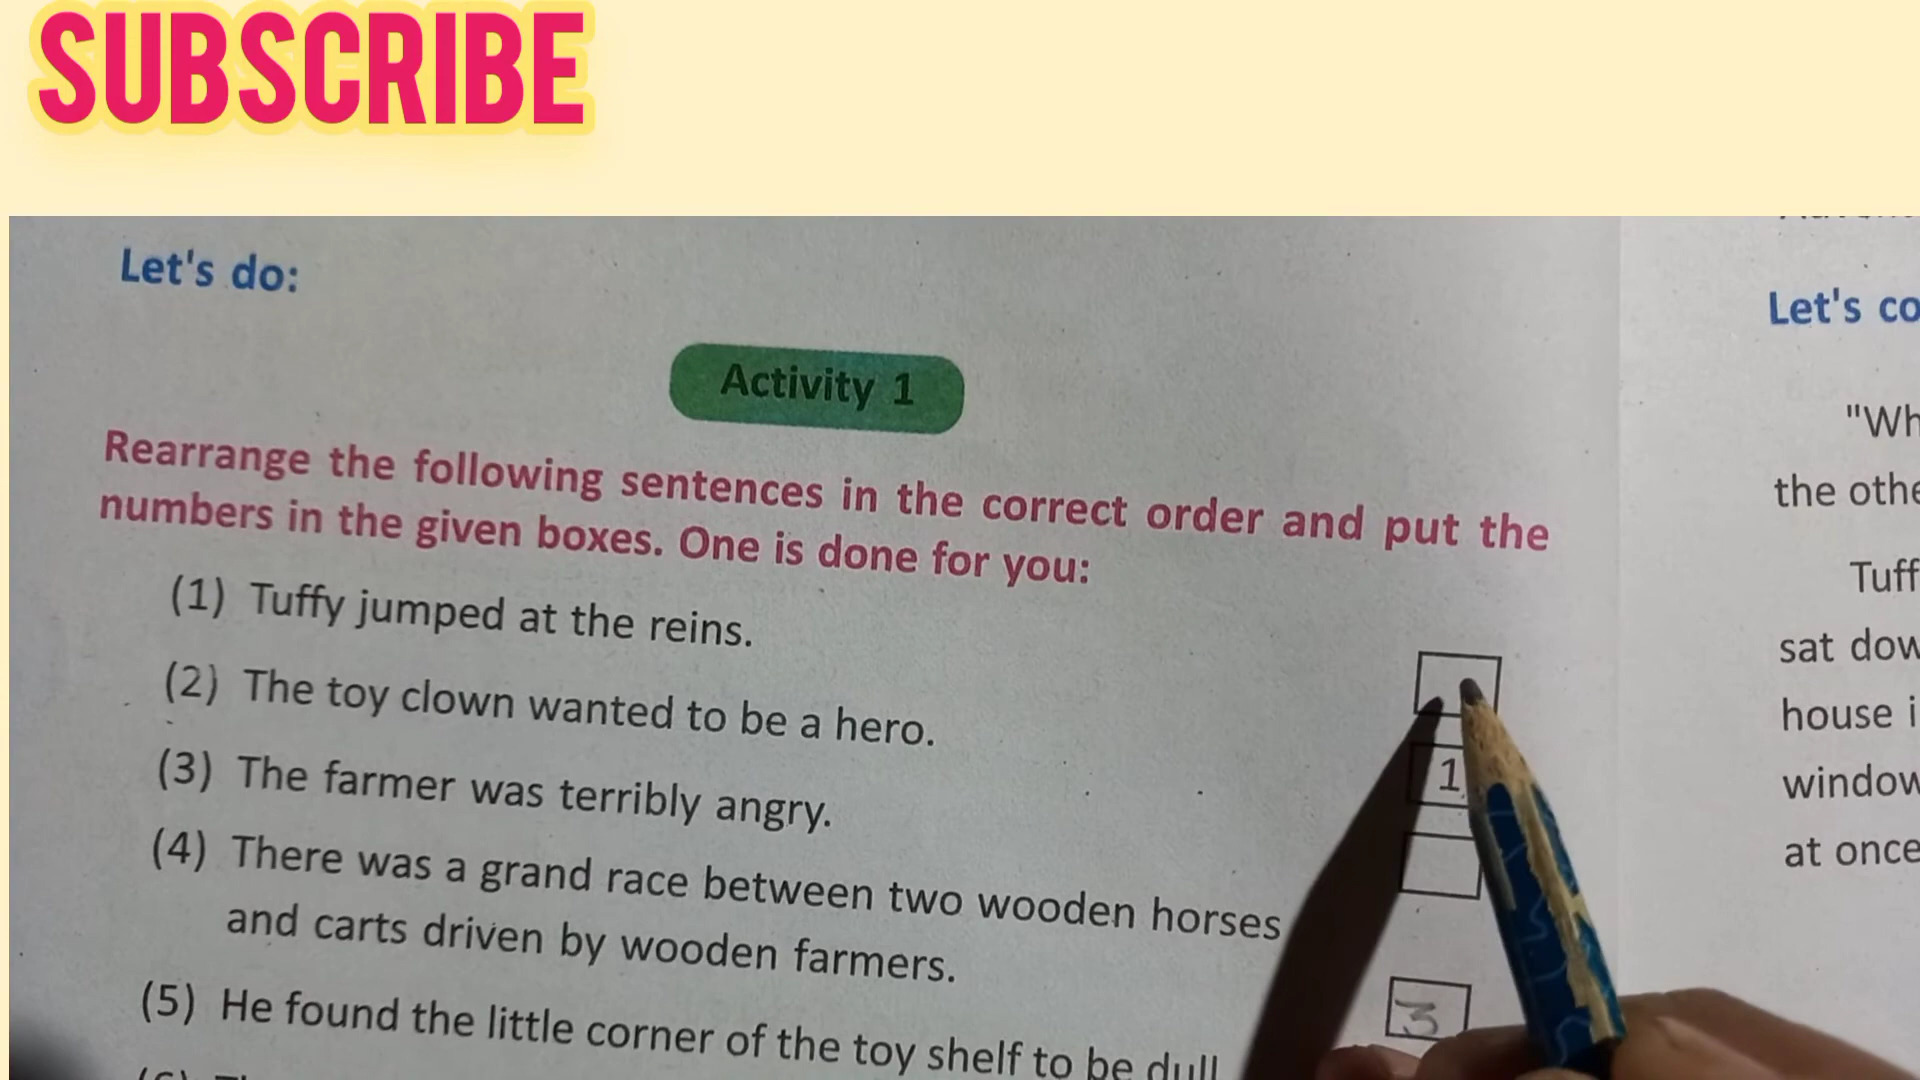 SUBSCRIBE
Let's do:
Activity 1
Rearrange the following sentences in the correct order and put the
numbers in the given boxes. One is done for you:
(1) Tuffy jumped at the reins.
(2) The toy clown wanted to be a hero.
1
(3) The farmer was terribly angry.
(4) There was a grand race between two wooden horses
and carts driven by wooden farmers.
3
(5) He found the little corner of the toy shelf to be dull
Let's co
"Wh
the othe
Tuff
sat dow
house i
window
at once